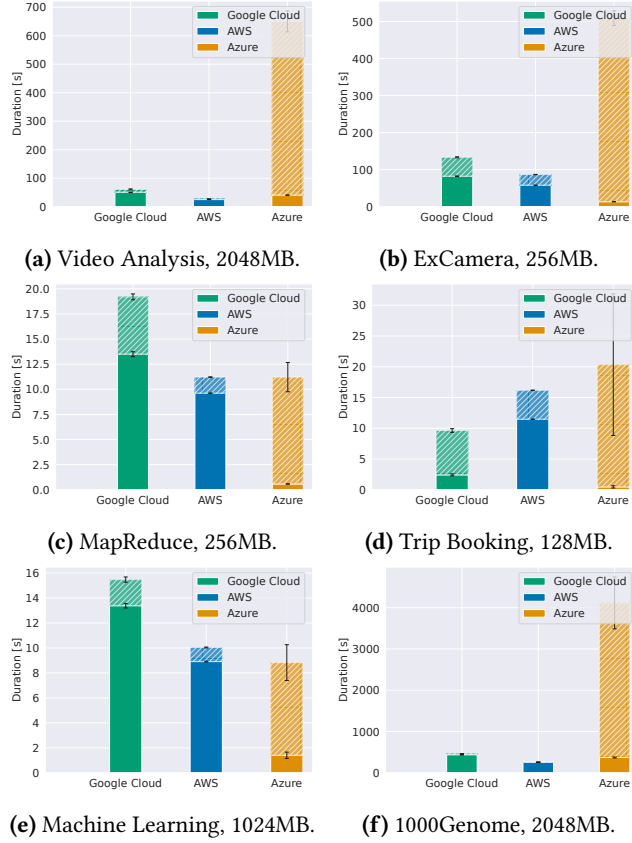 700
600
500
400
300
200
100
0
Duration [s]
Google Cloud
AWS
Azure
Google Cloud AWS Azure
(a) Video Analysis, 2048MB.
500
400
300
200
100
0
Duration [s]
Google Cloud
AWS
Azure
Google Cloud AWS Azure
(b) ExCamera, 256MB.
20.0
17.5
15.0
12.5
10.0
7.5
5.0
2.5
0.0
Duration [s]
Google Cloud
AWS
Azure
Google Cloud AWS Azure
(c) MapReduce, 256MB.
30
25
20
15
10
5
0
Duration [s]
Google Cloud
AWS
Azure
Google Cloud AWS Azure
(d) Trip Booking, 128MB.
16
14
12
10
8
6
4
2
0
Duration [s]
Google Cloud
AWS
Azure
Google Cloud AWS Azure
(e) Machine Learning, 1024MB.
4000
3000
2000
1000
0
Duration [s]
Google Cloud
AWS
Azure
Google Cloud AWS Azure
(f) 1000Genome, 2048MB.